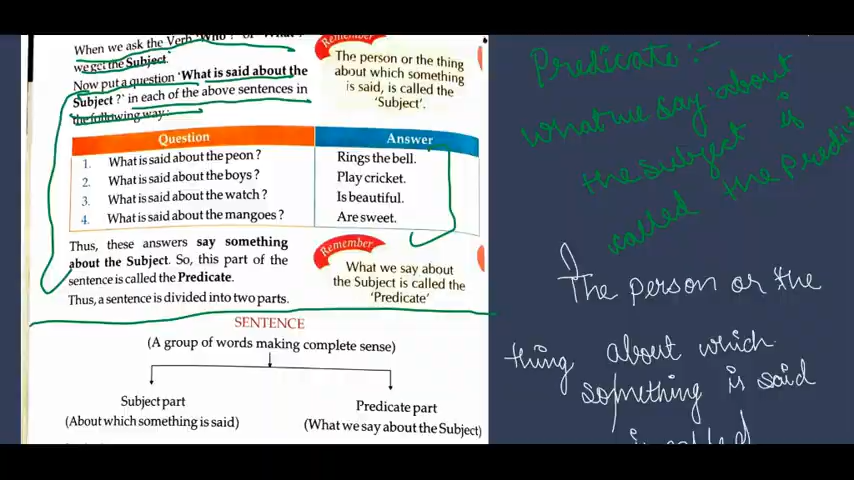 When we ask the Verb 'Who?' or 'What?'
we get the Subject.
Now put a question 'What is said about the
Subject?' in each of the above sentences in
the following way:
Remember
The person or the thing
about which something
is said, is called the
'Subject'.
Question Answer
1. What is said about the peon? Rings the bell.
2. What is said about the boys? Play cricket.
3. What is said about the watch? Is beautiful.
4. What is said about the mangoes? Are sweet.
Thus, these answers say something
about the Subject. So, this part of the
sentence is called the Predicate.
Thus, a sentence is divided into two parts.
Remember
What we say about
the Subject is called the
'Predicate'
SENTENCE
(A group of words making complete sense)
Subject part
(About which something is said)
Predicate part
(What we say about the Subject)
Predicate :-
what we say about
the subject is
called the Predi
The person or the
thing about which
something is said
is called